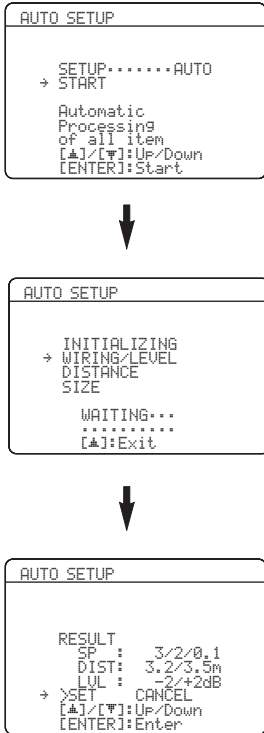 AUTO SETUP
SETUP·······AUTO
→ START
Automatic
Processing
of all item
[▲]/[▼]:Up/Down
[ENTER]:Start
AUTO SETUP
INITIALIZING
→ WIRING/LEVEL
DISTANCE
SIZE
WAITING···
··········
[▲]:Exit
AUTO SETUP
RESULT
SP : 3/2/0.1
DIST: 3.2/3.5m
LVL : -2/+2dB
→ >SET CANCEL
[▲]/[▼]:Up/Down
[ENTER]:Enter